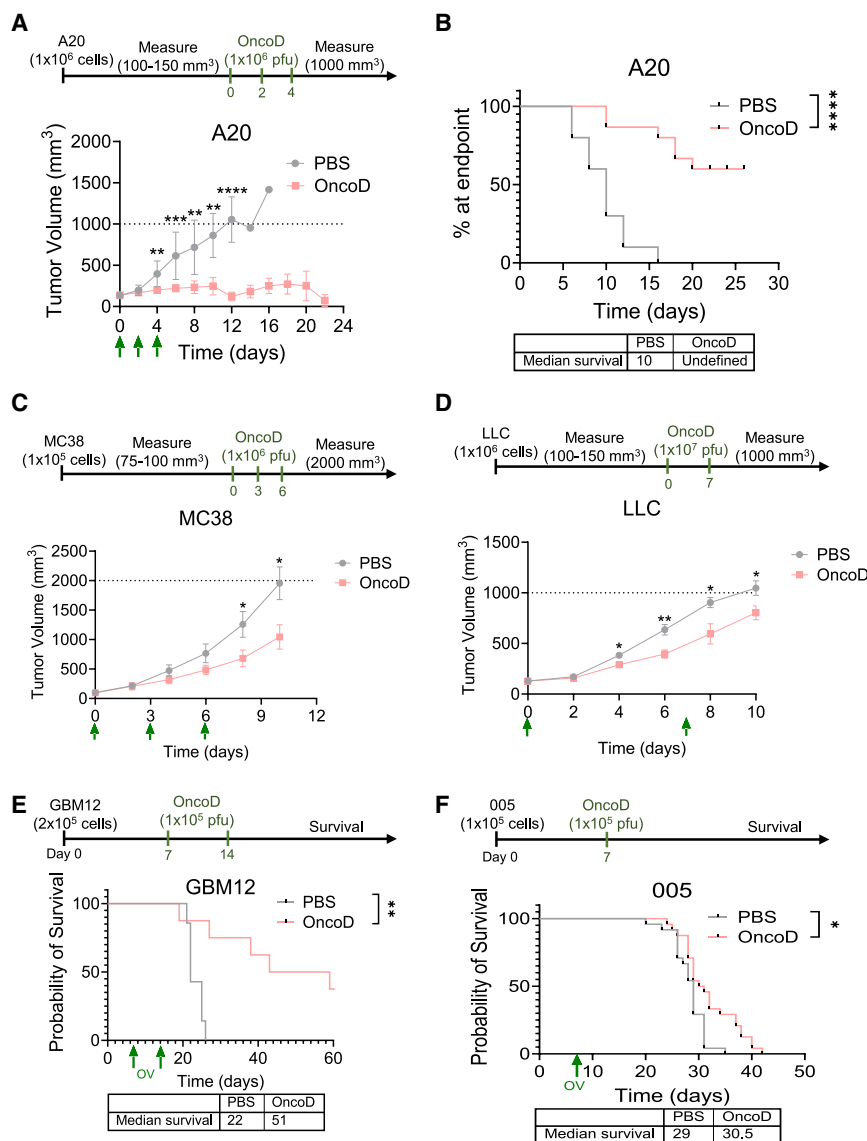 A
A20
(1x10⁶ cells)
Measure
(100-150 mm³)
OncoD
(1x10⁶ pfu)
Measure
(1000 mm³)
0 2 4
A20
Tumor Volume (mm³)
2000
1500
1000
500
0
** *** ** ** ****
PBS
OncoD
0 4 8 12 16 20 24
Time (days)
B
A20
% at endpoint
100
50
0
PBS
OncoD
****
0 5 10 15 20 25 30
Time (days)
PBS OncoD
Median survival 10 Undefined
C
MC38
(1x10⁵ cells)
Measure
(75-100 mm³)
OncoD
(1x10⁶ pfu)
Measure
(2000 mm³)
0 3 6
MC38
Tumor Volume (mm³)
2500
2000
1500
1000
500
0
* *
PBS
OncoD
0 3 6 9 12
Time (days)
D
LLC
(1x10⁶ cells)
Measure
(100-150 mm³)
OncoD
(1x10⁷ pfu)
Measure
(1000 mm³)
0 7
LLC
Tumor Volume (mm³)
1500
1000
500
0
* ** * *
PBS
OncoD
0 2 4 6 8 10
Time (days)
E
GBM12
(2x10⁵ cells)
OncoD
(1x10⁵ pfu)
Survival
Day 0 7 14
GBM12
Probability of Survival
100
50
0
PBS
OncoD
**
0 20 40 60
OV
Time (days)
PBS OncoD
Median survival 22 51
F
005
(1x10⁵ cells)
OncoD
(1x10⁵ pfu)
Survival
Day 0 7
005
Probability of Survival
100
50
0
PBS
OncoD
*
0 10 20 30 40 50
OV
Time (days)
PBS OncoD
Median survival 29 30.5